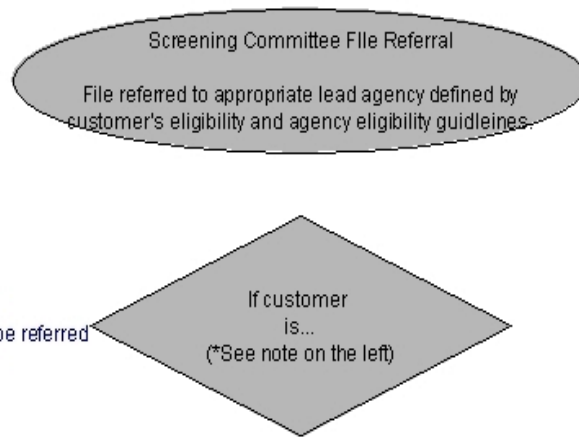 Screening Committee FIle Referral
File referred to appropriate lead agency defined by
customer's eligibility and agency eligibility guidleines.
If customer
is...
(*See note on the left)
be referred